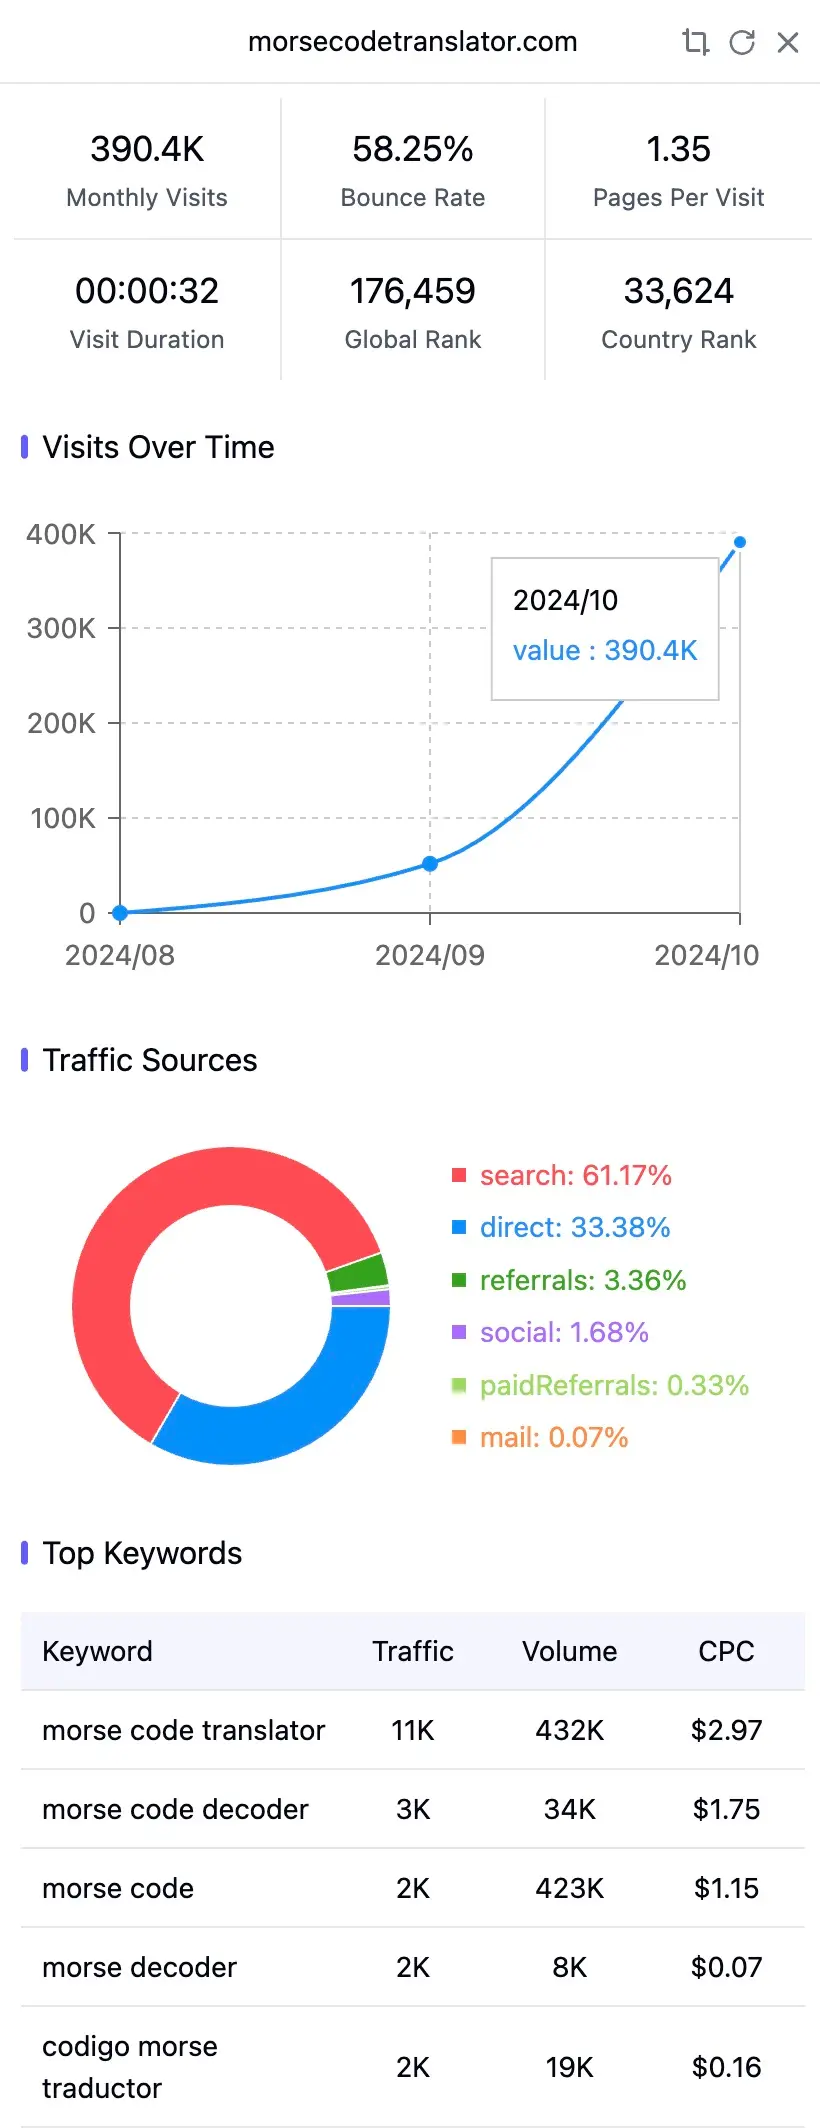 morsecodetranslator.com
390.4K
58.25%
1.35
Monthly Visits
Bounce Rate
Pages Per Visit
00:00:32
176,459
33,624
Visit Duration
Global Rank
Country Rank
Visits Over Time
400K
300K
200K
100K
0
2024/10
value : 390.4K
2024/08
2024/09
2024/10
Traffic Sources
search: 61.17%
direct: 33.38%
referrals: 3.36%
social: 1.68%
paidReferrals: 0.33%
mail: 0.07%
Top Keywords
Keyword Traffic Volume CPC
morse code translator 11K 432K $2.97
morse code decoder 3K 34K $1.75
morse code 2K 423K $1.15
morse decoder 2K 8K $0.07
codigo morse
traductor 2K 19K $0.16